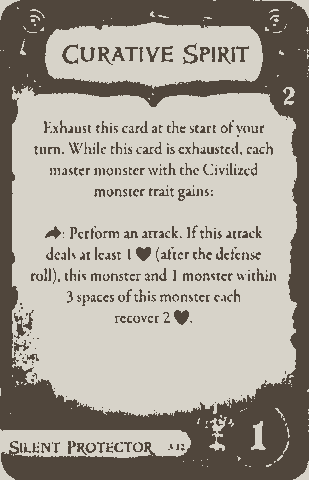 CURATIVE SPIRIT
2
Exhaust this card at the start of your
turn. While this card is exhausted, each
master monster with the Civilized
monster trait gains:
: Perform an attack. If this attack
deals at least 1 ♥ (after the defense
roll), this monster and 1 monster within
3 spaces of this monster each
recover 2 ♥.
SILENT PROTECTOR
1